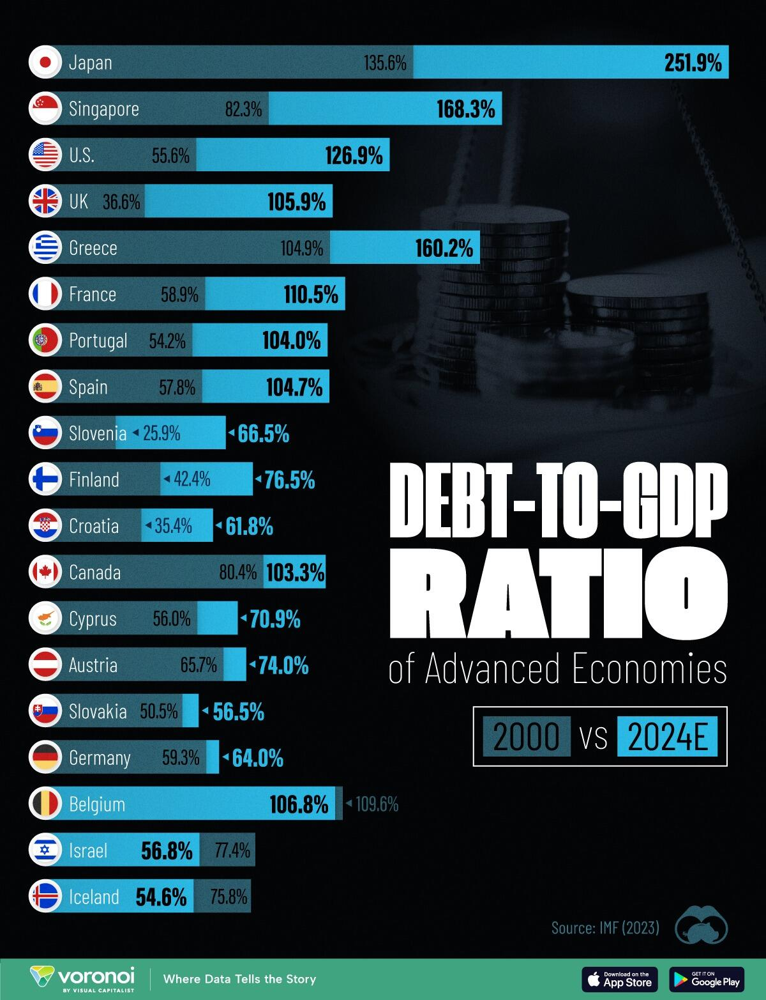 Japan 135.6% 251.9%
Singapore 82.3% 168.3%
U.S. 55.6% 126.9%
UK 36.6% 105.9%
Greece 104.9% 160.2%
France 58.9% 110.5%
Portugal 54.2% 104.0%
Spain 57.8% 104.7%
Slovenia 25.9% 66.5%
Finland 42.4% 76.5%
Croatia 35.4% 61.8%
Canada 80.4% 103.3%
Cyprus 56.0% 70.9%
Austria 65.7% 74.0%
Slovakia 50.5% 56.5%
Germany 59.3% 64.0%
Belgium 106.8% 109.6%
Israel 56.8% 77.4%
Iceland 54.6% 75.8%
DEBT-TO-GDP
RATIO
of Advanced Economies
2000 VS 2024E
Source: IMF (2023)
voronoi
BY VISUAL CAPITALIST
Where Data Tells the Story
Download on the
App Store
GET IT ON
Google Play